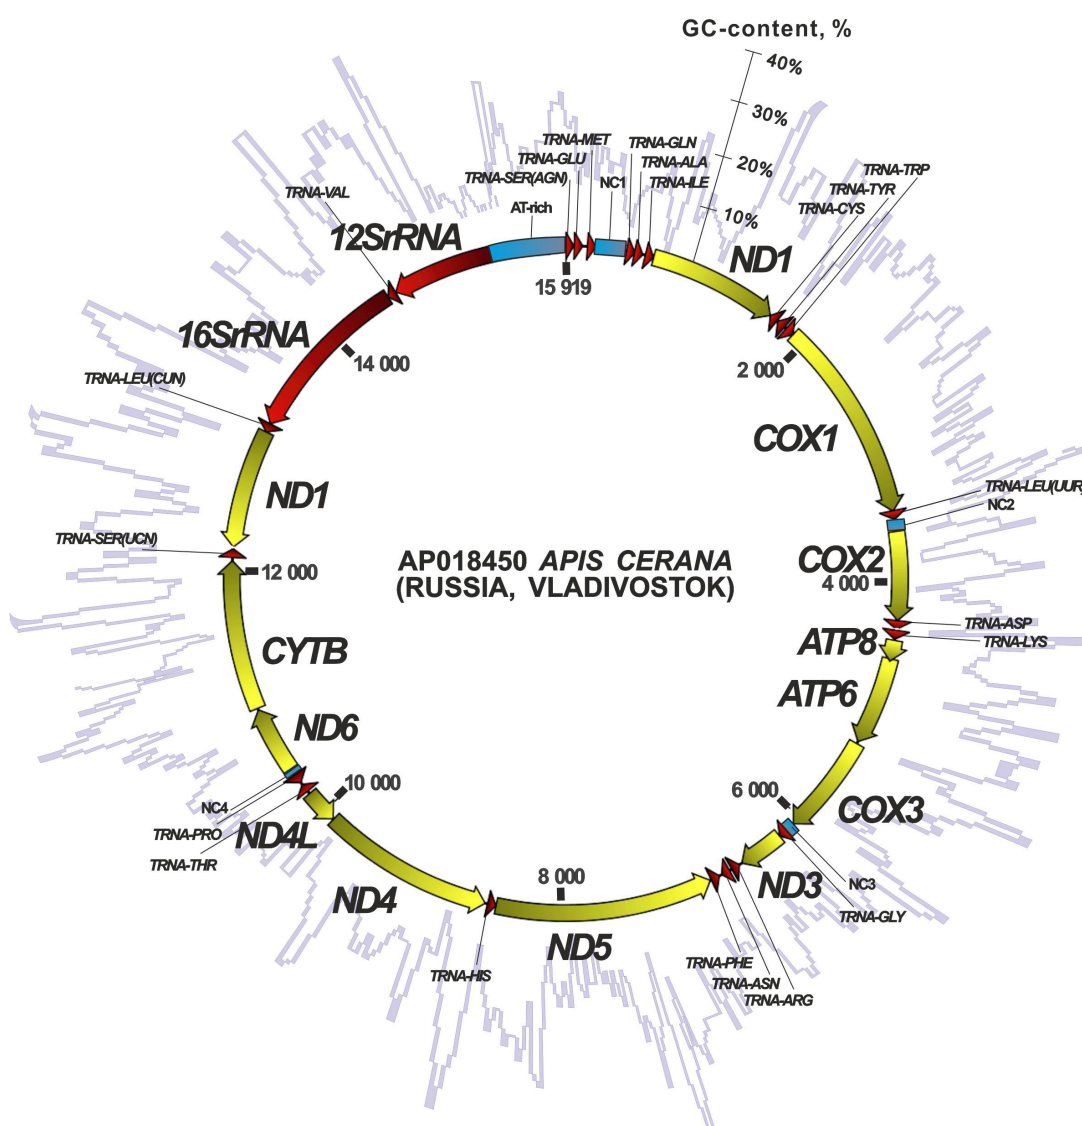 GC-content, %
40%
30%
20%
10%
TRNA-MET
TRNA-GLU
TRNA-SER(AGN)
AT-rich
TRNA-GLN
TRNA-ALA
NC1
TRNA-ILE
TRNA-TRP
TRNA-TYR
TRNA-CYS
ND1
15 919
2 000
COX1
TRNA-LEU(UUR)
NC2
COX2
4 000
TRNA-ASP
TRNA-LYS
ATP8
ATP6
6 000
COX3
NC3
TRNA-GLY
ND3
TRNA-PHE
TRNA-ASN
TRNA-ARG
8 000
ND5
TRNA-HIS
ND4
10 000
ND4L
TRNA-THR
TRNA-PRO
NC4
ND6
CYTB
12 000
TRNA-SER(UCN)
ND1
TRNA-LEU(CUN)
16SrRNA
14 000
TRNA-VAL
12SrRNA
AP018450 APIS CERANA
(RUSSIA, VLADIVOSTOK)